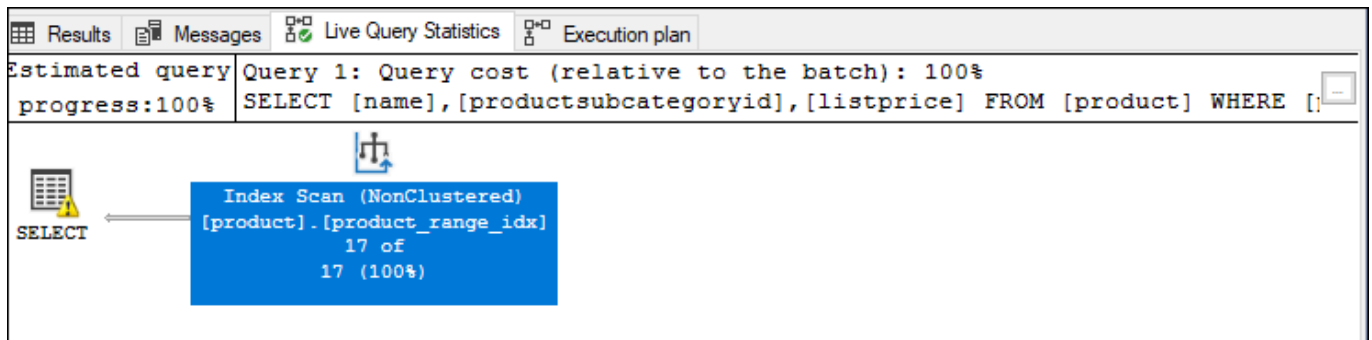 Results Messages Live Query Statistics Execution plan
Estimated query
progress:100%
Query 1: Query cost (relative to the batch): 100%
SELECT [name],[productsubcategoryid],[listprice] FROM [product] WHERE [
...
SELECT
Index Scan (NonClustered)
[product].[product_range_idx]
17 of
17 (100%)